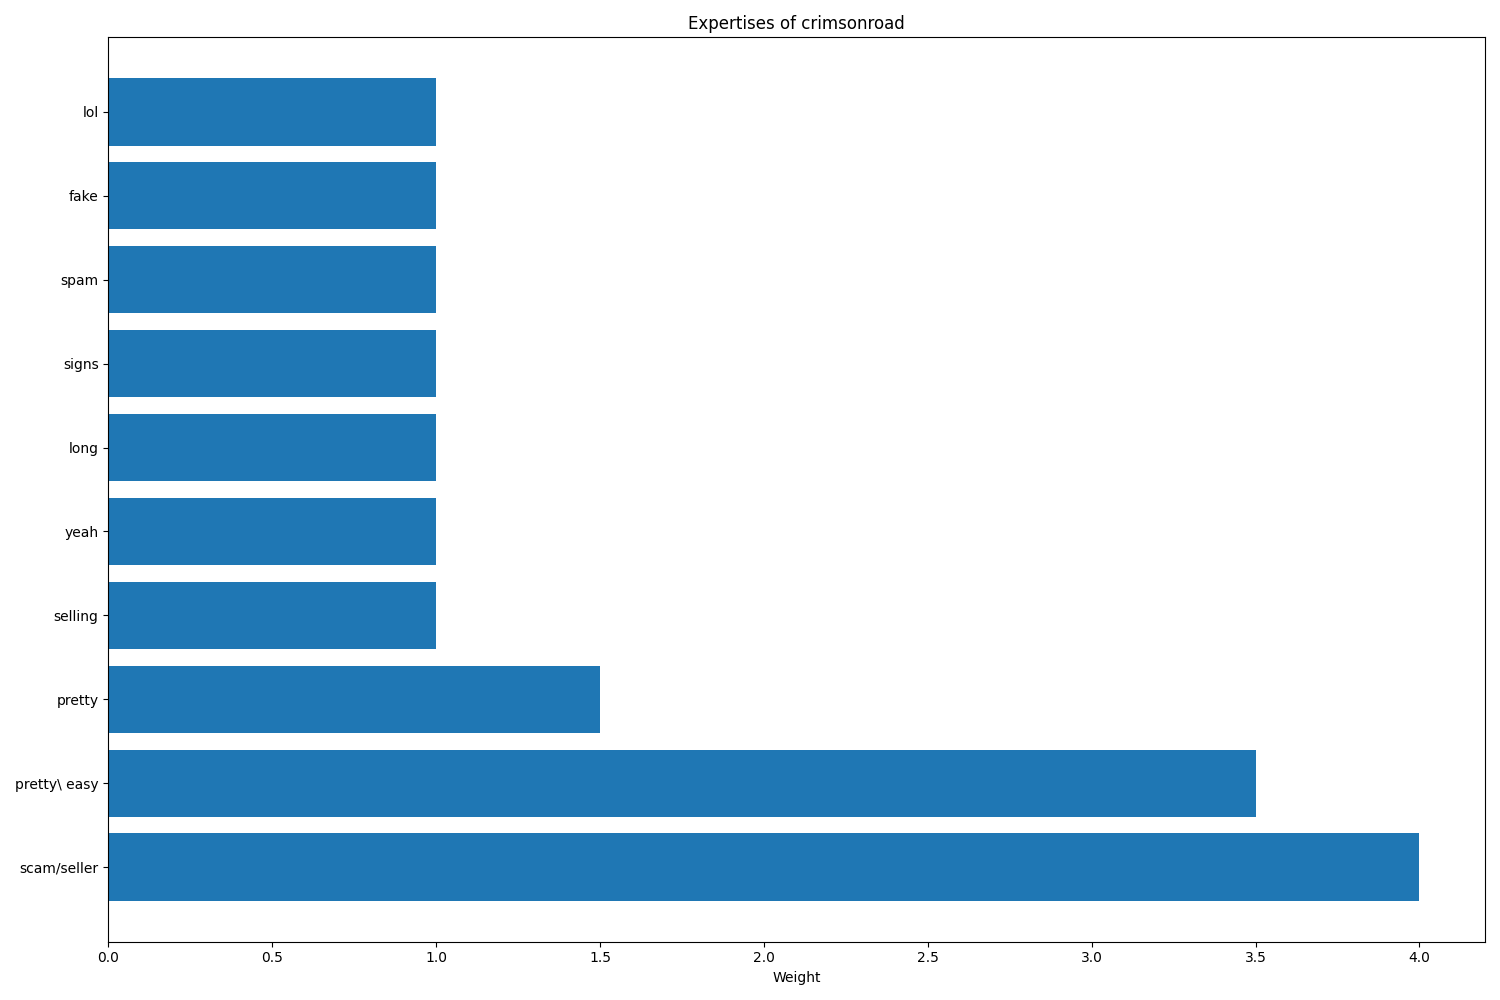 Expertises of crimsonroad
lol
fake
spam
signs
long
yeah
selling
pretty
pretty\ easy
scam/seller
0.0 0.5 1.0 1.5 2.0 2.5 3.0 3.5 4.0
Weight